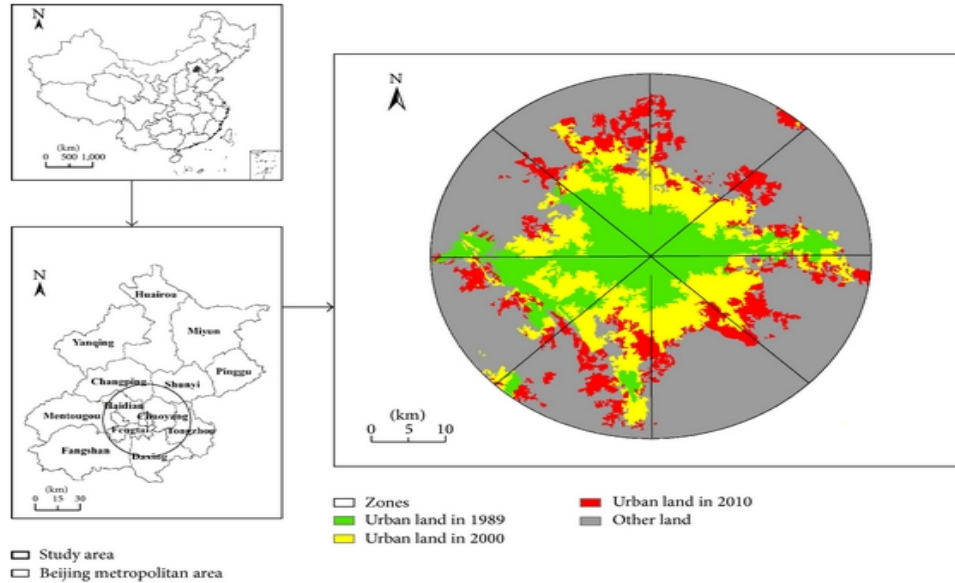 N
(km)
0 500 1,000
N
Huairou
Miyun
Yanqing
Pinggu
Changping Shunyi
Haidian
Mentougou Chaoyang
Fengtai Tongzhou
Fangshan
Daxing
(km)
0 15 30
Study area
Beijing metropolitan area
N
(km)
0 5 10
Zones
Urban land in 1989
Urban land in 2000
Urban land in 2010
Other land